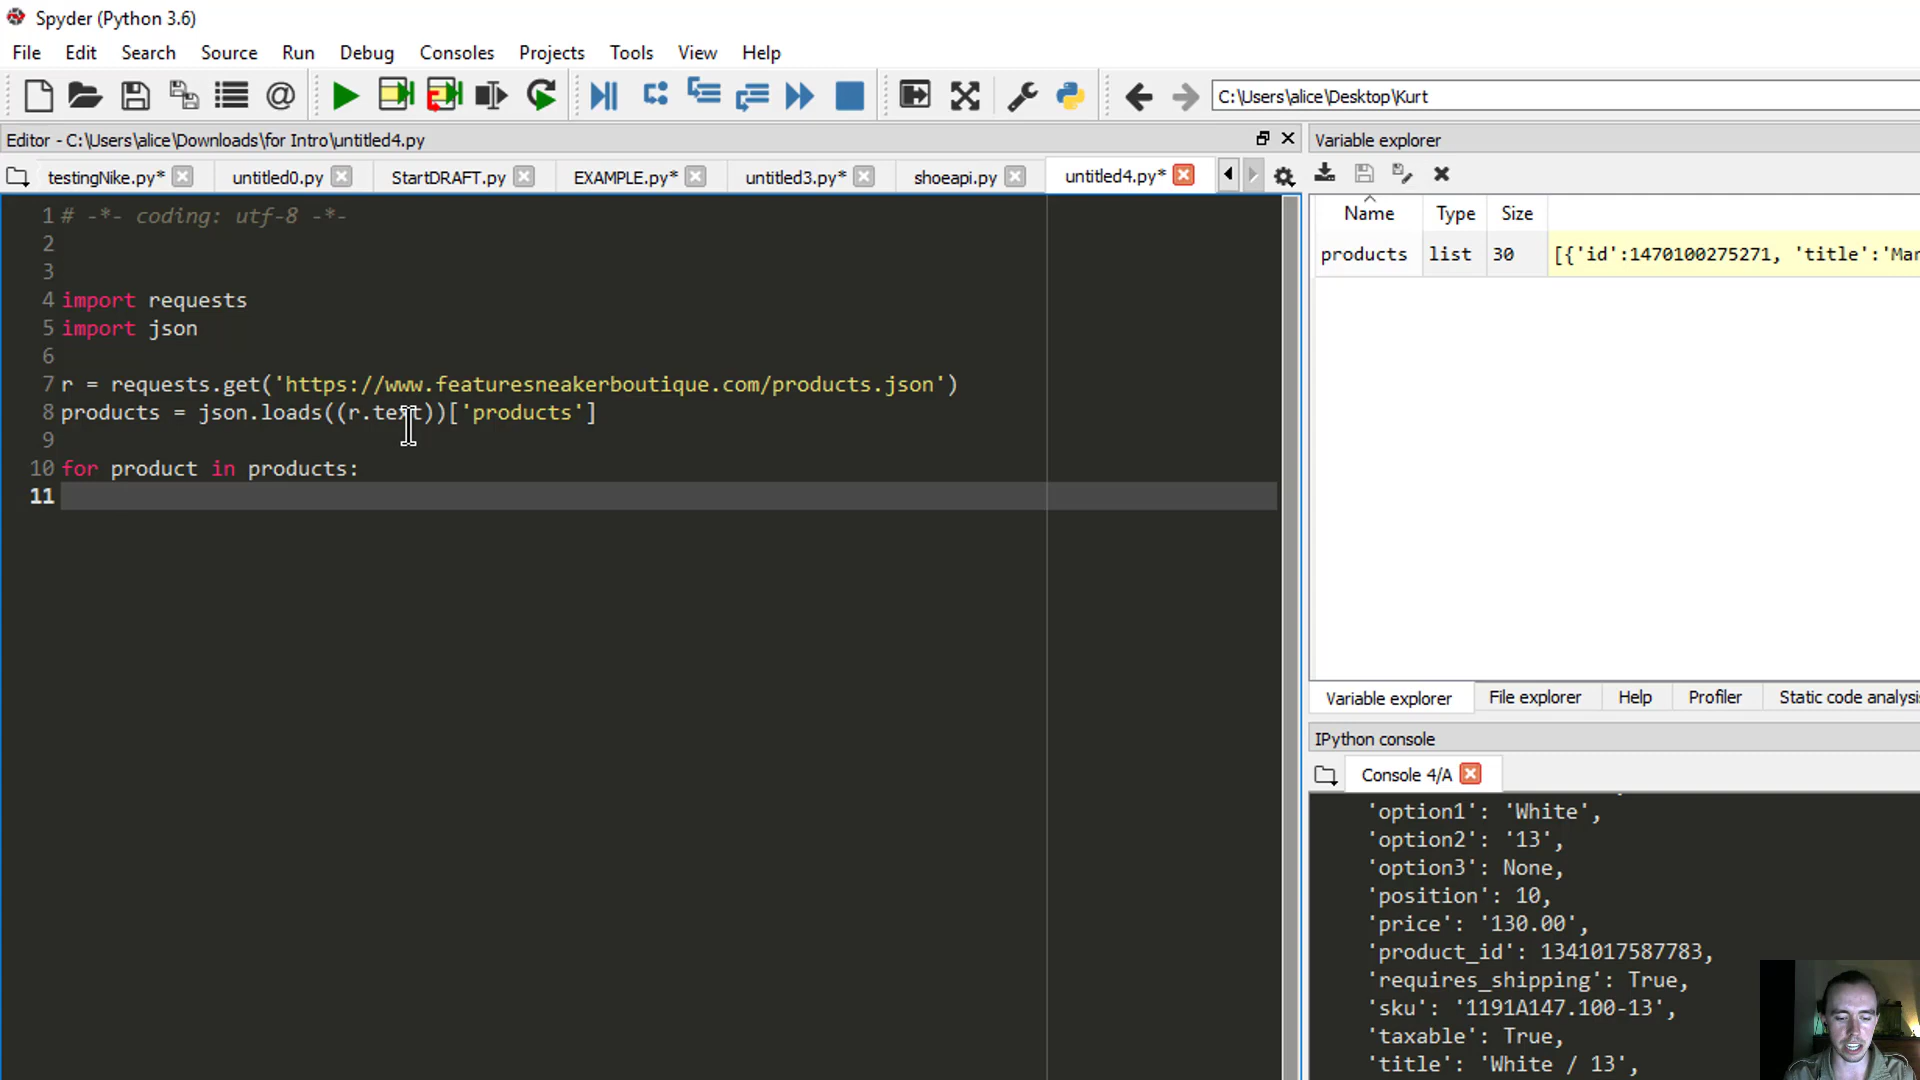 Spyder (Python 3.6)
File Edit Search Source Run Debug Consoles Projects Tools View Help
C:\Users\alice\Desktop\Kurt
Editor - C:\Users\alice\Downloads\for Intro\untitled4.py
testingNike.py* untitled0.py StartDRAFT.py EXAMPLE.py* untitled3.py* shoeapi.py untitled4.py*
1 # -*- coding: utf-8 -*-
2
3
4 import requests
5 import json
6
7 r = requests.get('https://www.featuresneakerboutique.com/products.json')
8 products = json.loads((r.text))['products']
9
10 for product in products:
11
Variable explorer
Name Type Size
products list 30 [{'id':1470100275271, 'title':'Mar
Variable explorer File explorer Help Profiler Static code analysis
IPython console
Console 4/A
'option1': 'White',
'option2': '13',
'option3': None,
'position': 10,
'price': '130.00',
'product_id': 1341017587783,
'requires_shipping': True,
'sku': '1191A147.100-13',
'taxable': True,
'title': 'White / 13',